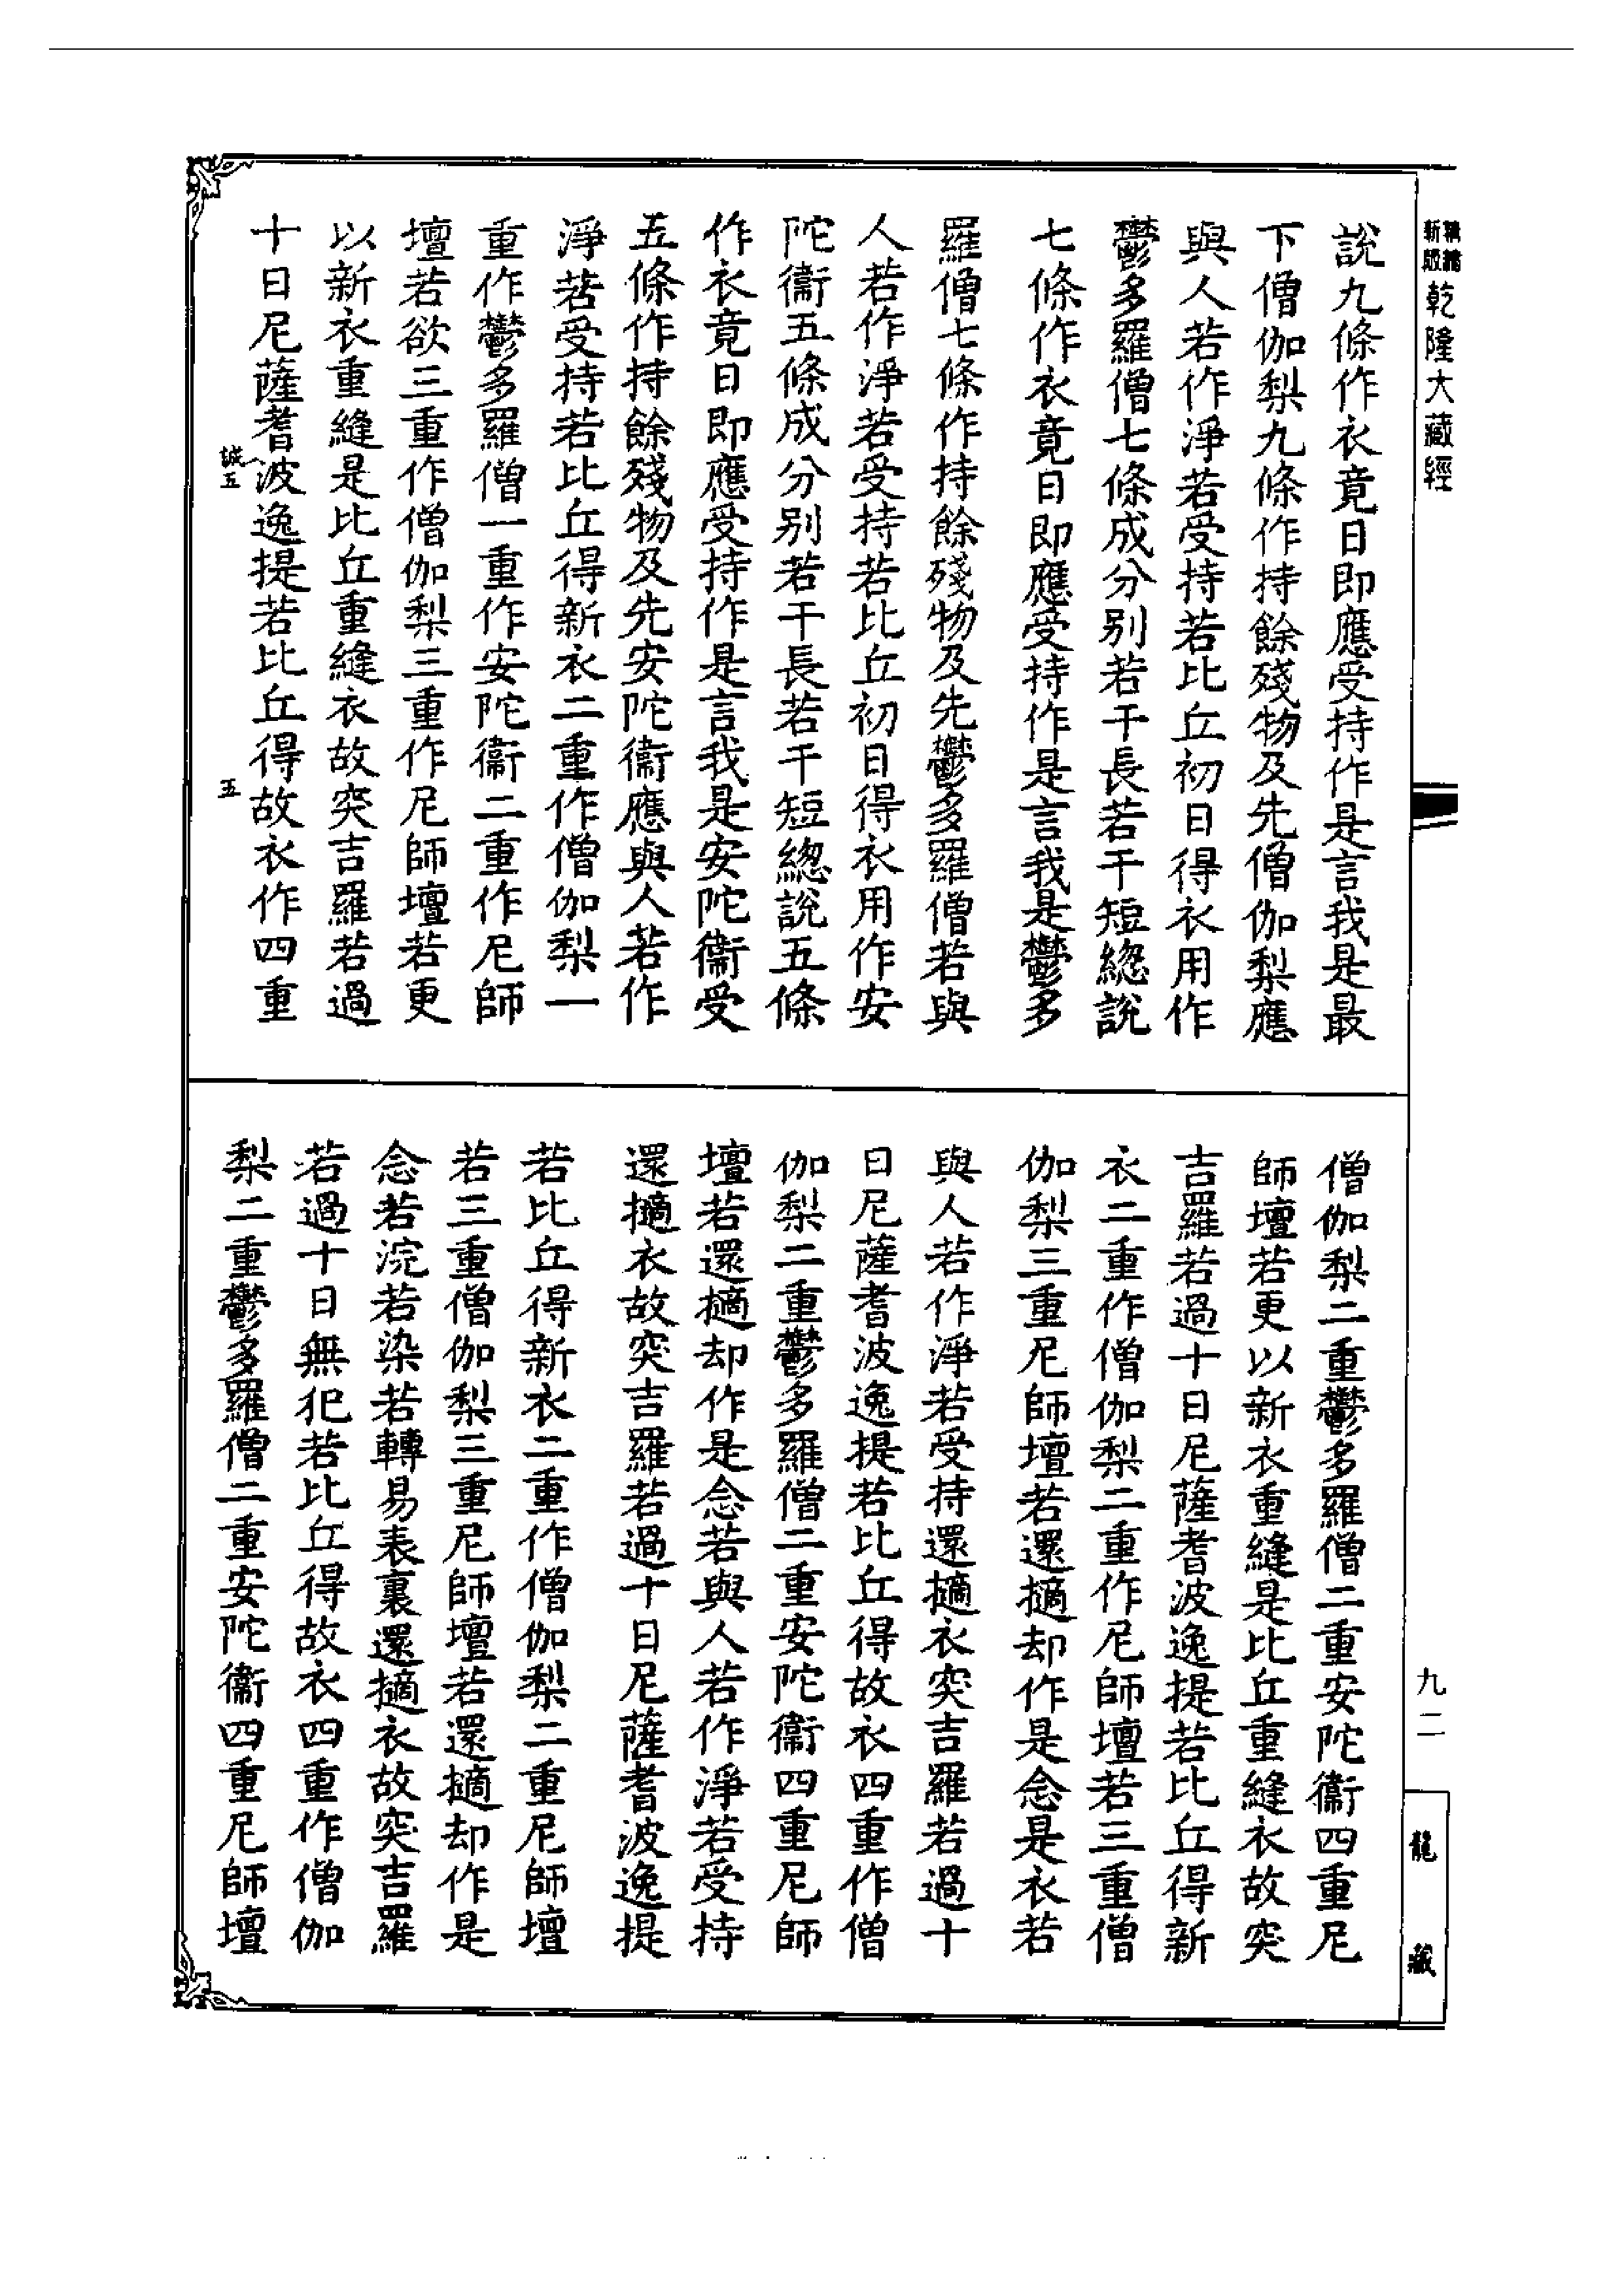 新
乾隆大藏經
說九條作衣竟日即應受持作是言我是最
下僧伽梨九條作持餘殘物及先僧伽梨應
與人若作淨若受持若比丘初日得衣用作
鬱多羅僧七條成分別若干長若干短緫說
七條作衣竟日即應受持作是言我是鬱多
羅僧七條作持餘殘物及先鬱多羅僧若與
人若作淨若受持若比丘初日得衣用作安
陀衞五條成分別若干長若干短緫說五條
作衣竟日即應受持作是言我是安陀衞受
五條作持餘殘物及先安陀衞應與人若作
淨若受持若比丘得新衣二重作僧伽梨一
重作鬱多羅僧一重作安陀衞二重作尼師
壇若欲三重作僧伽梨三重作尼師壇若更
以新衣重縫是比丘重縫衣故突吉羅若過
十日尼薩耆波逸提若比丘得故衣作四重
誠五
五
僧伽梨二重鬱多羅僧二重安陀衞四重尼
師壇若更以新衣重縫是比丘重縫衣故突
吉羅若過十日尼薩耆波逸提若比丘得新
衣二重作僧伽梨二重作尼師壇若三重僧
伽梨三重尼師壇若還擿却作是念是衣若
與人若作淨若受持還擿衣突吉羅若過十
日尼薩耆波逸提若比丘得故衣四重作僧
伽梨二重鬱多羅僧二重安陀衞四重尼師
壇若還擿却作是念若與人若作淨若受持
還擿衣故突吉羅若過十日尼薩耆波逸提
若比丘得新衣二重作僧伽梨二重尼師壇
若三重僧伽梨三重尼師壇若還擿却作是
念若浣若染若轉易表裏還擿衣故突吉羅
若過十日無犯若比丘得故衣四重作僧伽
梨二重鬱多羅僧二重安陀衞四重尼師壇
九二
龍藏